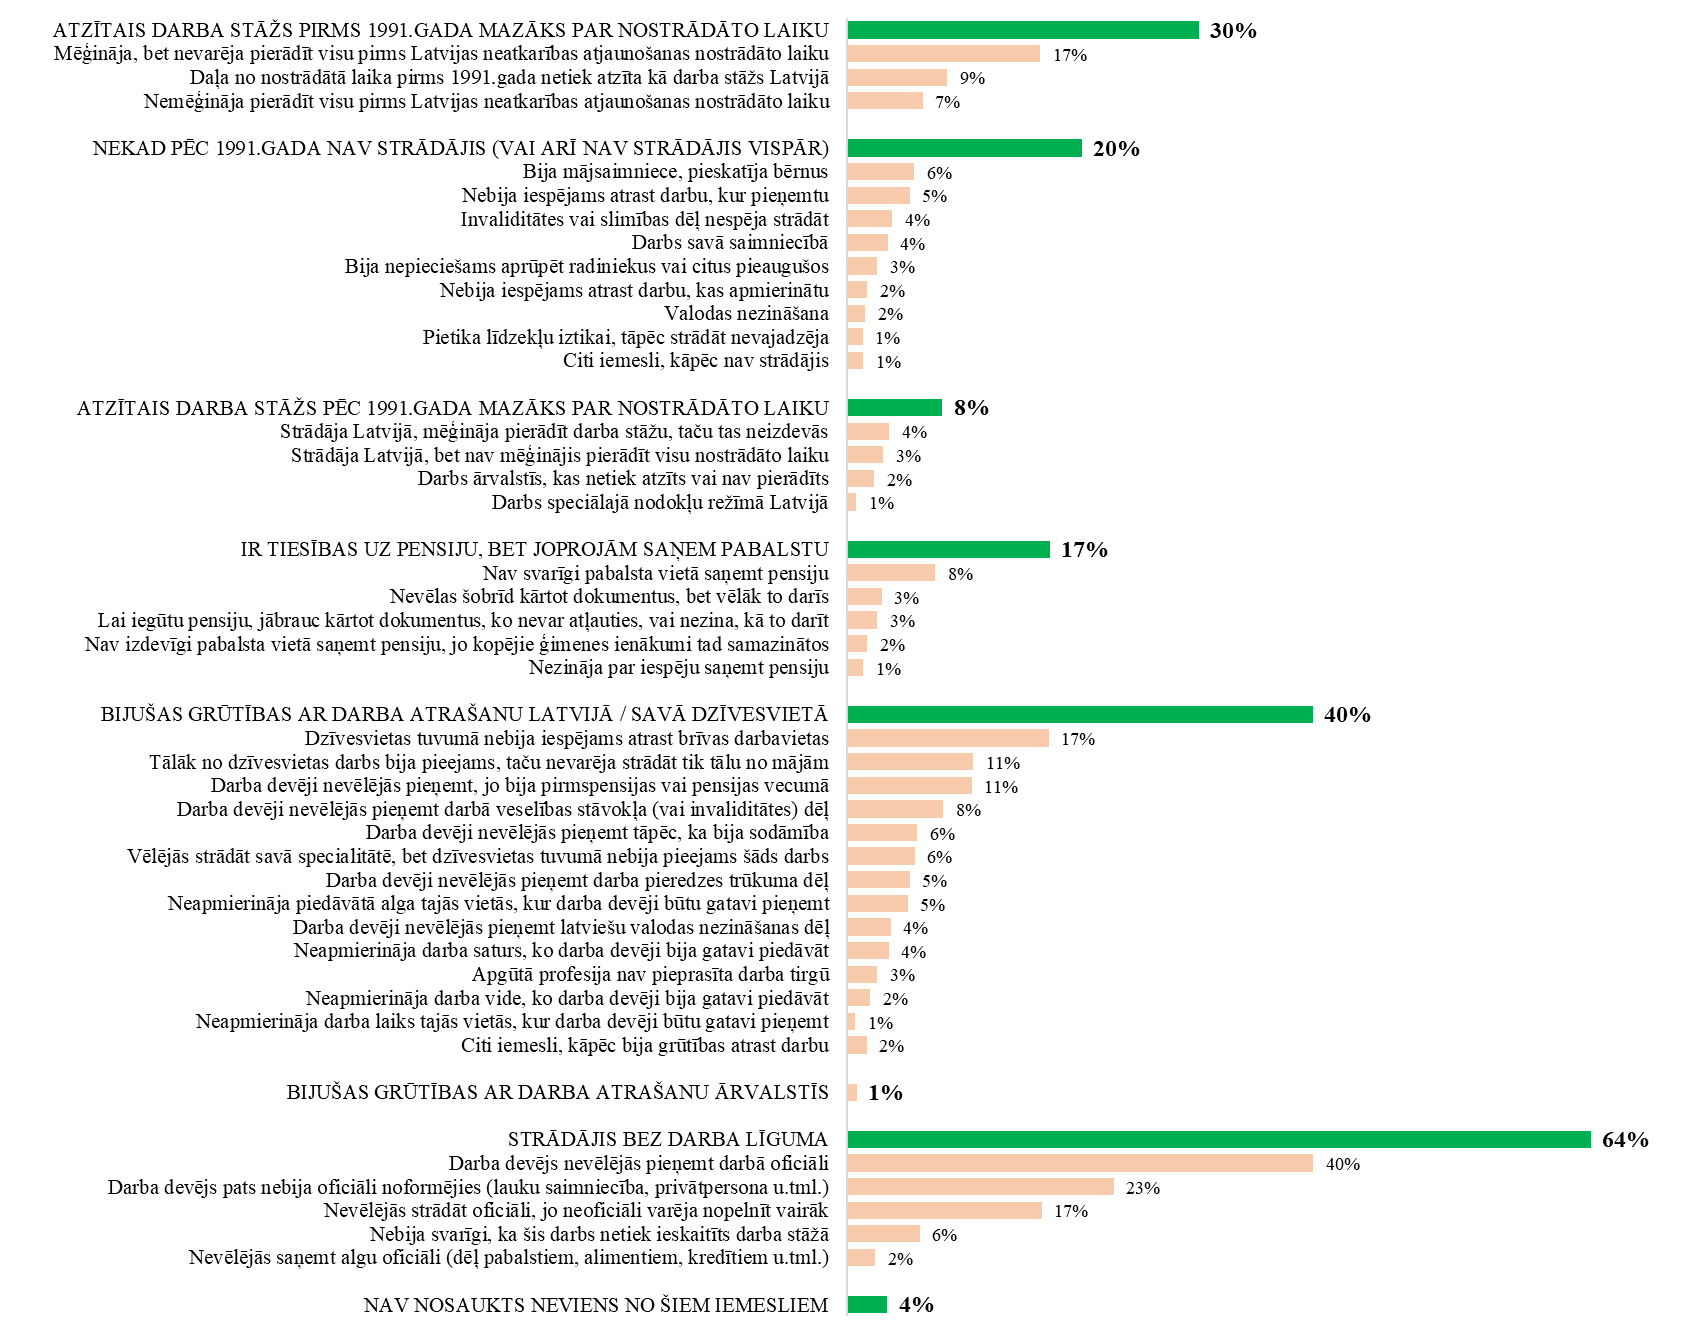 ATZĪTAIS DARBA STĀŽS PIRMS 1991.GADA MAZĀKS PAR NOSTRĀDĀTO LAIKU 30%
Mēģināja, bet nevarēja pierādīt visu pirms Latvijas neatkarības atjaunošanas nostrādāto laiku 17%
Daļa no nostrādātā laika pirms 1991.gada netiek atzīta kā darba stāžs Latvijā 9%
Nemēģināja pierādīt visu pirms Latvijas neatkarības atjaunošanas nostrādāto laiku 7%
NEKAD PĒC 1991.GADA NAV STRĀDĀJIS (VAI ARĪ NAV STRĀDĀJIS VISPĀR) 20%
Bija mājsaimniece, pieskatīja bērnus 6%
Nebija iespējams atrast darbu, kur pieņemtu 5%
Invaliditātes vai slimības dēļ nespēja strādāt 4%
Darbs savā saimniecībā 4%
Bija nepieciešams aprūpēt radiniekus vai citus pieaugušos 3%
Nebija iespējams atrast darbu, kas apmierinātu 2%
Valodas nezināšana 2%
Pietika līdzekļu iztikai, tāpēc strādāt nevajadzēja 1%
Citi iemesli, kāpēc nav strādājis 1%
ATZĪTAIS DARBA STĀŽS PĒC 1991.GADA MAZĀKS PAR NOSTRĀDĀTO LAIKU 8%
Strādāja Latvijā, mēģināja pierādīt darba stāžu, taču tas neizdevās 4%
Strādāja Latvijā, bet nav mēģinājis pierādīt visu nostrādāto laiku 3%
Darbs ārvalstīs, kas netiek atzīts vai nav pierādīts 2%
Darbs speciālajā nodokļu režīmā Latvijā 1%
IR TIESĪBAS UZ PENSIJU, BET JOPROJĀM SAŅEM PABALSTU 17%
Nav svarīgi pabalsta vietā saņemt pensiju 8%
Nevēlas šobrīd kārtot dokumentus, bet vēlāk to darīs 3%
Lai iegūtu pensiju, jābrauc kārtot dokumentus, ko nevar atļauties, vai nezina, kā to darīt 3%
Nav izdevīgi pabalsta vietā saņemt pensiju, jo kopējie ģimenes ienākumi tad samazinātos 2%
Nezināja par iespēju saņemt pensiju 1%
BIJUŠAS GRŪTĪBAS AR DARBA ATRAŠANU LATVIJĀ / SAVĀ DZĪVESVIETĀ 40%
Dzīvesvietas tuvumā nebija iespējams atrast brīvas darbavietas 17%
Tālāk no dzīvesvietas darbs bija pieejams, taču nevarēja strādāt tik tālu no mājām 11%
Darba devēji nevēlējās pieņemt, jo bija pirmspensijas vai pensijas vecumā 11%
Darba devēji nevēlējās pieņemt darbā veselības stāvokļa (vai invaliditātes) dēļ 8%
Darba devēji nevēlējās pieņemt tāpēc, ka bija sodāmība 6%
Vēlējās strādāt savā specialitātē, bet dzīvesvietas tuvumā nebija pieejams šāds darbs 6%
Darba devēji nevēlējās pieņemt darba pieredzes trūkuma dēļ 5%
Neapmierināja piedāvātā alga tajās vietās, kur darba devēji būtu gatavi pieņemt 5%
Darba devēji nevēlējās pieņemt latviešu valodas nezināšanas dēļ 4%
Neapmierināja darba saturs, ko darba devēji bija gatavi piedāvāt 4%
Apgūtā profesija nav pieprasīta darba tirgū 3%
Neapmierināja darba vide, ko darba devēji bija gatavi piedāvāt 2%
Neapmierināja darba laiks tajās vietās, kur darba devēji būtu gatavi pieņemt 1%
Citi iemesli, kāpēc bija grūtības atrast darbu 2%
BIJUŠAS GRŪTĪBAS AR DARBA ATRAŠANU ĀRVALSTĪS 1%
STRĀDĀJIS BEZ DARBA LĪGUMA 64%
Darba devējs nevēlējās pieņemt darbā oficiāli 40%
Darba devējs pats nebija oficiāli noformējies (lauku saimniecība, privātpersona u.tml.) 23%
Nevēlējās strādāt oficiāli, jo neoficiāli varēja nopelnīt vairāk 17%
Nebija svarīgi, ka šis darbs netiek ieskaitīts darba stāžā 6%
Nevēlējās saņemt algu oficiāli (dēļ pabalstiem, alimentiem, kredītiem u.tml.) 2%
NAV NOSAUKTS NEVIENS NO ŠIEM IEMESLIEM 4%